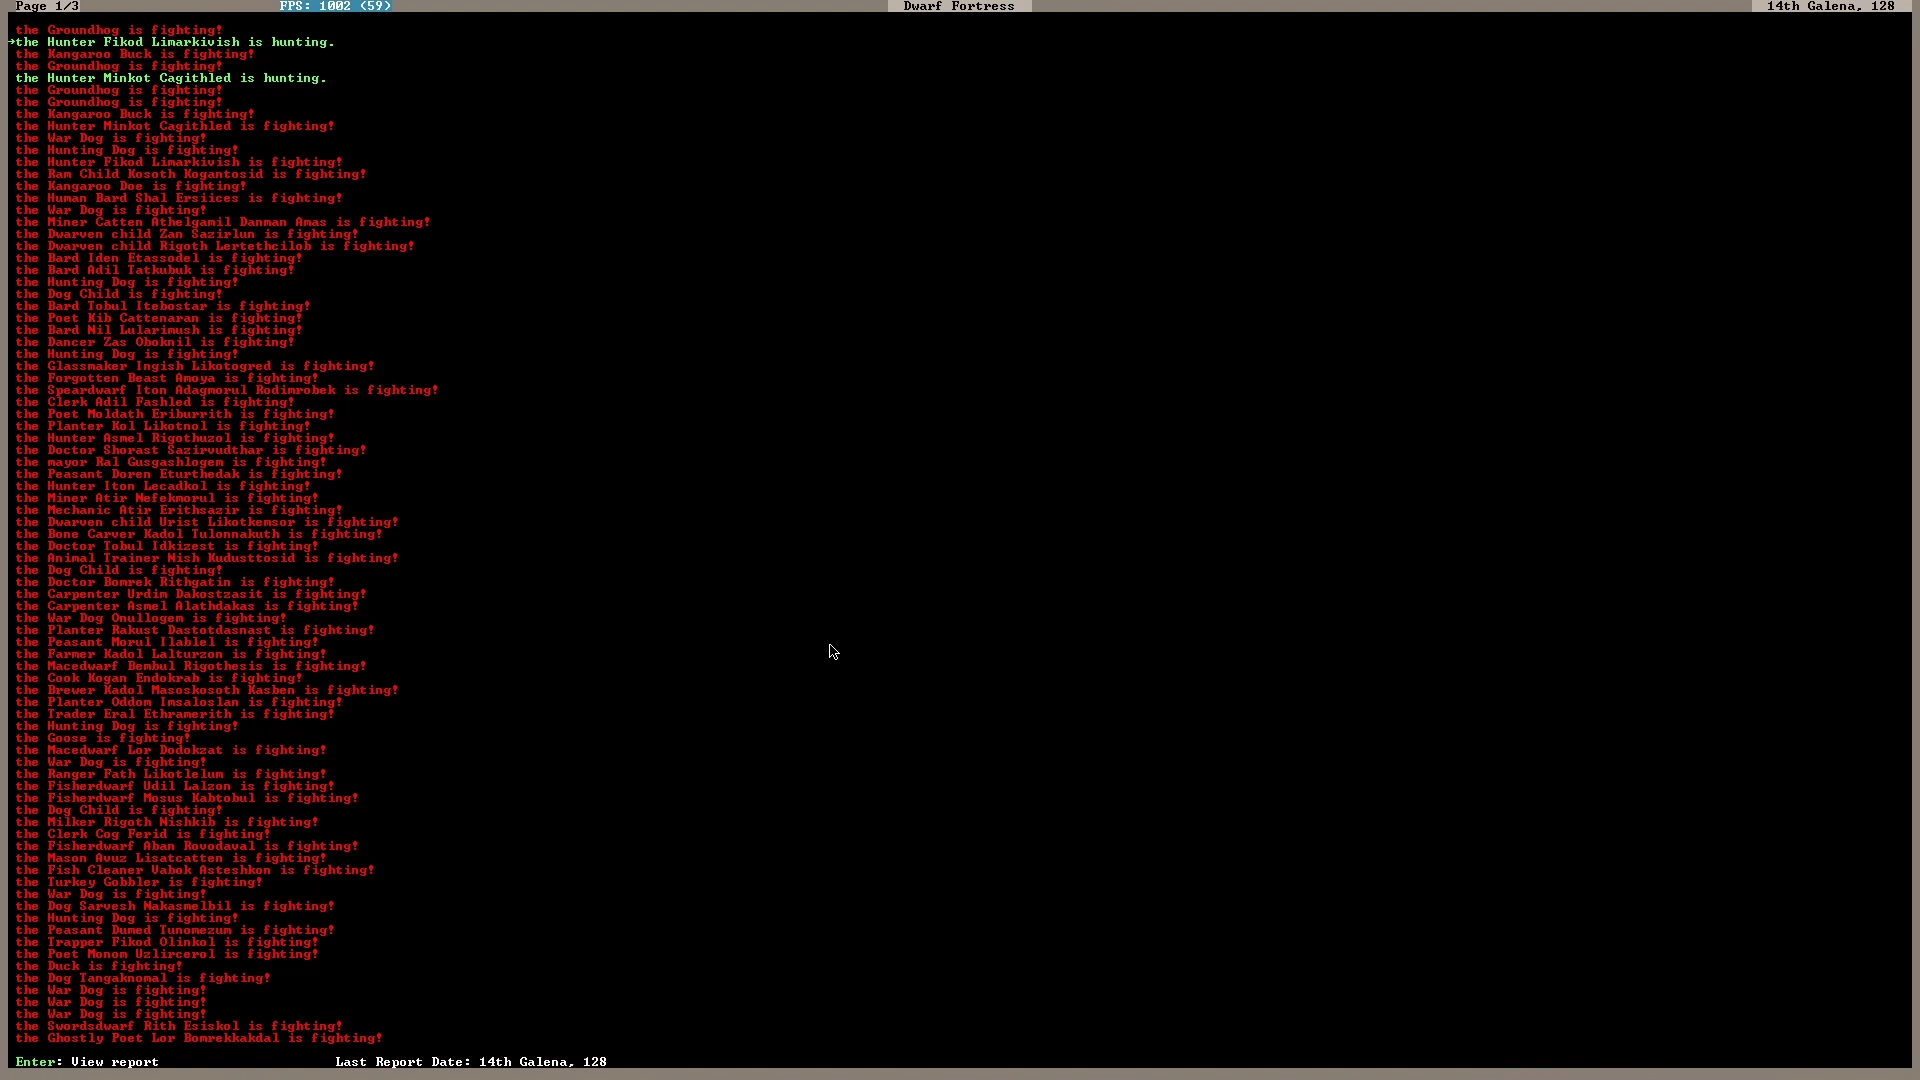 Page 1/3 FPS: 1002 (59) Dwarf Fortress 14th Galena, 128
the Groundhog is fighting!
→the Hunter Fikod Limarkivish is hunting.
the Kangaroo Buck is fighting!
the Groundhog is fighting!
the Hunter Minkot Cagithled is hunting.
the Groundhog is fighting!
the Groundhog is fighting!
the Kangaroo Buck is fighting!
the Hunter Minkot Cagithled is fighting!
the War Dog is fighting!
the Hunting Dog is fighting!
the Hunter Fikod Limarkivish is fighting!
the Ram Child Kosoth Kogantosid is fighting!
the Kangaroo Doe is fighting!
the Human Bard Shal Ersiices is fighting!
the War Dog is fighting!
the Miner Catten Athelgamil Danman Amas is fighting!
the Dwarven child Zan Sazirlun is fighting!
the Dwarven child Rigoth Lertethcilob is fighting!
the Bard Iden Etassodel is fighting!
the Bard Adil Tatkubuk is fighting!
the Hunting Dog is fighting!
the Dog Child is fighting!
the Bard Tobul Itebostar is fighting!
the Poet Kib Cattenaran is fighting!
the Bard Nil Lularimush is fighting!
the Dancer Zas Oboknil is fighting!
the Hunting Dog is fighting!
the Glassmaker Ingish Likotogred is fighting!
the Forgotten Beast Amoya is fighting!
the Speardwarf Iton Adagmorul Rodimrobek is fighting!
the Clerk Adil Fashled is fighting!
the Poet Moldath Eriburrith is fighting!
the Planter Kol Likotnol is fighting!
the Hunter Asmel Rigothuzol is fighting!
the Doctor Shorast Sazirvudthar is fighting!
the mayor Ral Gusgashlogem is fighting!
the Peasant Doren Eturthedak is fighting!
the Hunter Iton Lecadkol is fighting!
the Miner Atir Nefekmorul is fighting!
the Mechanic Atir Erithsazir is fighting!
the Dwarven child Urist Likotkemsor is fighting!
the Bone Carver Kadol Tulonnakuth is fighting!
the Doctor Tobul Idkizest is fighting!
the Animal Trainer Nish Kudusttosid is fighting!
the Dog Child is fighting!
the Doctor Bomrek Rithgatin is fighting!
the Carpenter Urdim Dakostzasit is fighting!
the Carpenter Asmel Alathdakas is fighting!
the War Dog Onullogem is fighting!
the Planter Rakust Dastotdasnast is fighting!
the Peasant Morul Ilablel is fighting!
the Farmer Kadol Lalturzon is fighting!
the Macedwarf Bembul Rigothesis is fighting!
the Cook Kogan Endokrab is fighting!
the Brewer Kadol Masoskosoth Kasben is fighting!
the Planter Oddom Imsaloslan is fighting!
the Trader Eral Ethramerith is fighting!
the Hunting Dog is fighting!
the Goose is fighting!
the Macedwarf Lor Dodokzat is fighting!
the War Dog is fighting!
the Ranger Fath Likotlelum is fighting!
the Fisherdwarf Udil Lalzon is fighting!
the Fisherdwarf Mosus Kabtobul is fighting!
the Dog Child is fighting!
the Milker Rigoth Nishkib is fighting!
the Clerk Cog Ferid is fighting!
the Fisherdwarf Aban Rovodaval is fighting!
the Mason Avuz Lisatcatten is fighting!
the Fish Cleaner Vabok Asteshkon is fighting!
the Turkey Gobbler is fighting!
the War Dog is fighting!
the Dog Sarvesh Nakasmelbil is fighting!
the Hunting Dog is fighting!
the Peasant Dumed Tunomezum is fighting!
the Trapper Fikod Olinkol is fighting!
the Poet Monom Uzlircerol is fighting!
the Duck is fighting!
the Dog Tangaknomal is fighting!
the War Dog is fighting!
the War Dog is fighting!
the War Dog is fighting!
the Swordsdwarf Rith Esiskol is fighting!
the Ghostly Poet Lor Bomrekkakdal is fighting!
Enter: View report Last Report Date: 14th Galena, 128